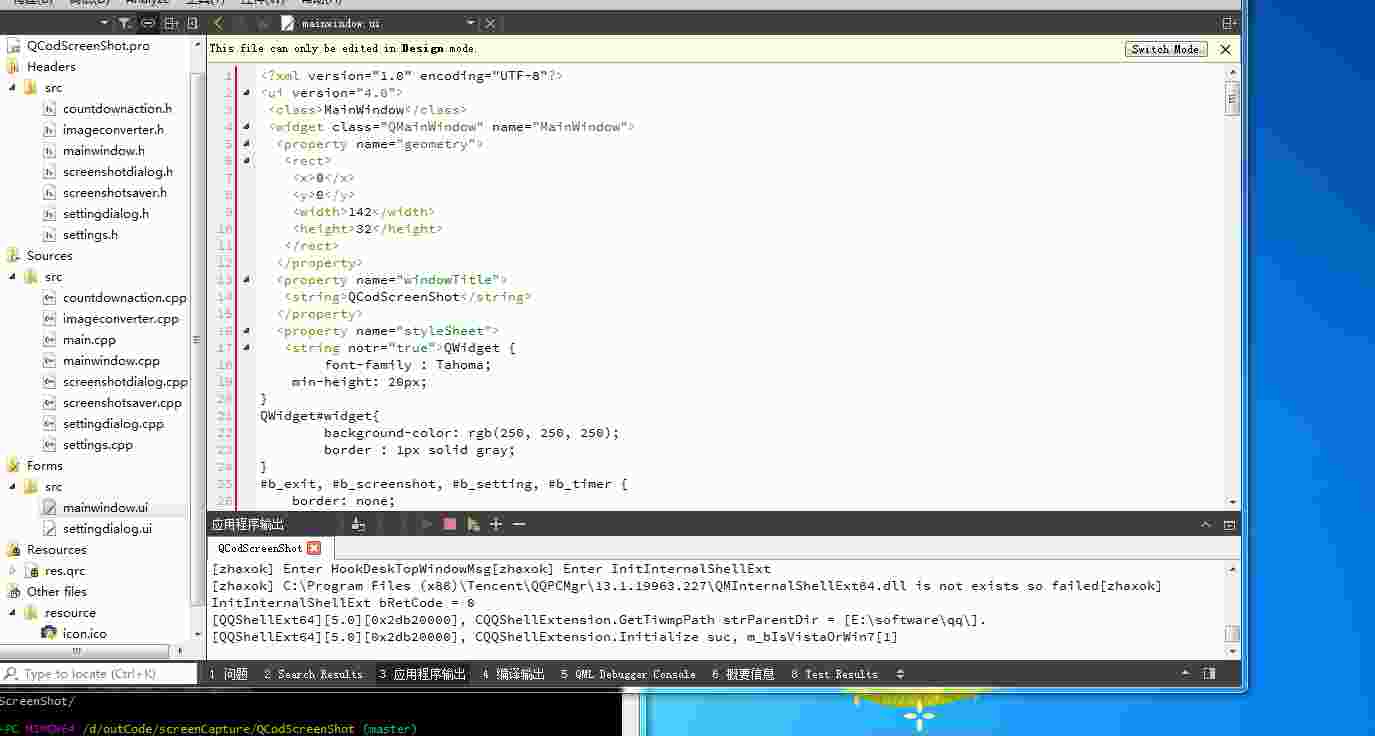 Analyze
mainwindow.ui
QCodScreenShot.pro
Headers
src
countdownaction.h
imageconverter.h
mainwindow.h
screenshotdialog.h
screenshotsaver.h
settingdialog.h
settings.h
Sources
src
countdownaction.cpp
imageconverter.cpp
main.cpp
mainwindow.cpp
screenshotdialog.cpp
screenshotsaver.cpp
settingdialog.cpp
settings.cpp
Forms
src
mainwindow.ui
settingdialog.ui
Resources
res.qrc
Other files
resource
icon.ico
Type to locate (Ctrl+K)
This file can only be edited in Design mode.
Switch Mode
1 <?xml version="1.0" encoding="UTF-8"?>
2 <ui version="4.0">
3 <class>MainWindow</class>
4 <widget class="QMainWindow" name="MainWindow">
5 <property name="geometry">
6 <rect>
7 <x>0</x>
8 <y>0</y>
9 <width>142</width>
10 <height>32</height>
11 </rect>
12 </property>
13 <property name="windowTitle">
14 <string>QCodScreenShot</string>
15 </property>
16 <property name="styleSheet">
17 <string notr="true">QWidget {
18 font-family : Tahoma;
19 min-height: 20px;
20 }
21 QWidget#widget{
22 background-color: rgb(250, 250, 250);
23 border : 1px solid gray;
24 }
25 #b_exit, #b_screenshot, #b_setting, #b_timer {
26 border: none;
应用程序输出
QCodScreenShot
[zhaxok] Enter HookDeskTopWindowMsg[zhaxok] Enter InitInternalShellExt
[zhaxok] C:\Program Files (x86)\Tencent\QQPCMgr\13.1.19963.227\QMInternalShellExt64.dll is not exists so failed[zhaxok]
InitInternalShellExt bRetCode = 0
[QQShellExt64][5.0][0x2db20000], CQQShellExtension.GetTiwmpPath strParentDir = [E:\software\qq\].
[QQShellExt64][5.0][0x2db20000], CQQShellExtension.Initialize suc, m_bIsVistaOrWin7[1]
1 问题 2 Search Results 3 应用程序输出 4 编译输出 5 QML Debugger Console 6 概要信息 8 Test Results
ScreenShot/
-PC MINGW64 /d/outCode/screenCapture/QCodScreenShot (master)